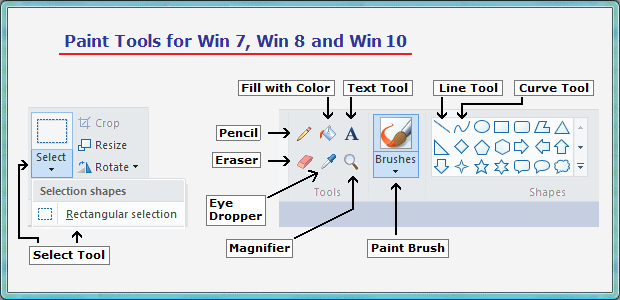 Paint Tools for Win 7, Win 8 and Win 10
Fill with Color
Text Tool
Line Tool
Curve Tool
Crop
Resize
Rotate
Select
Selection shapes
Rectangular selection
Select Tool
Pencil
Eraser
A
Tools
Eye
Dropper
Magnifier
Brushes
Paint Brush
Shapes